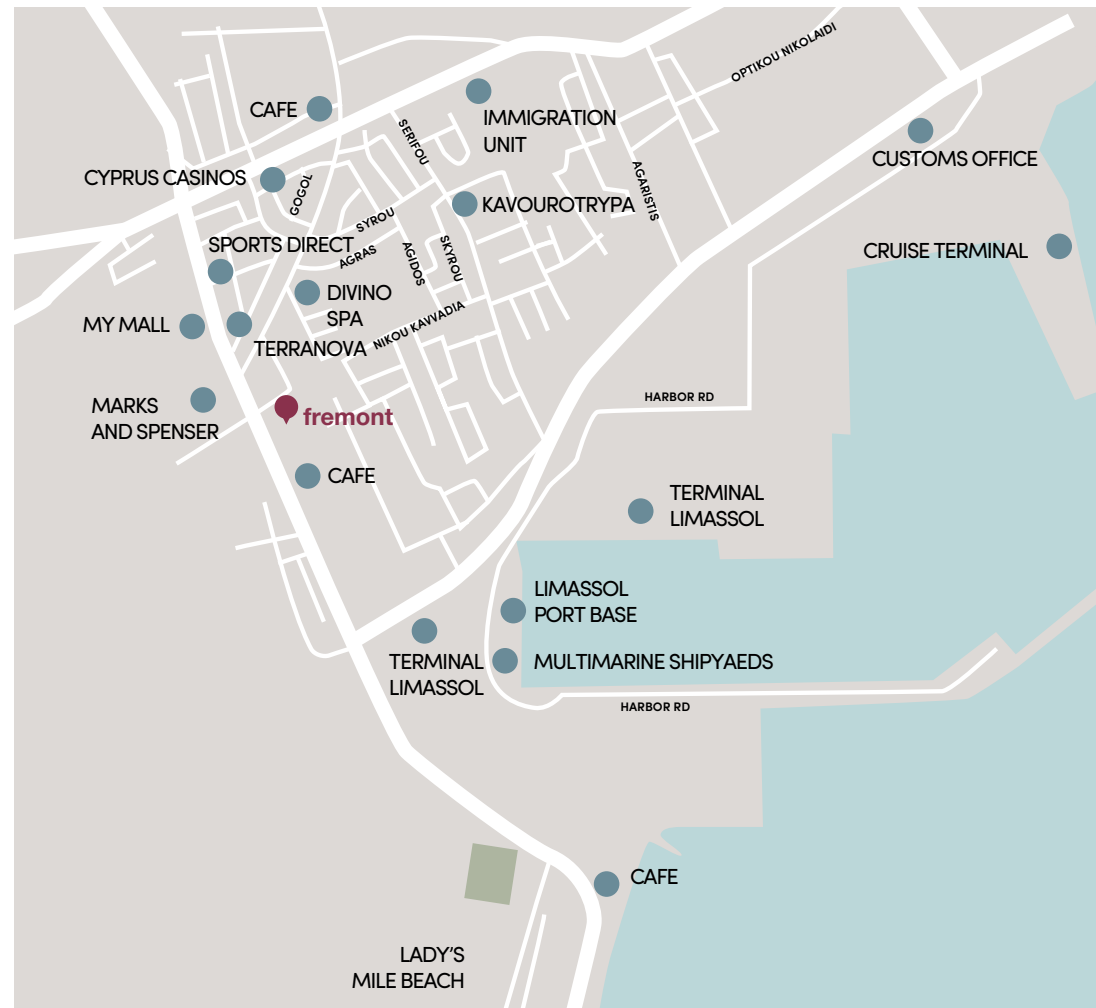 OPTIKOU NIKOLAIDI
CAFE
IMMIGRATION
UNIT
SERIFOU
CUSTOMS OFFICE
CYPRUS CASINOS
GOGOL
AGARISTIS
KAVOUROTRYPA
SYROU
SPORTS DIRECT
AGRAS
AGIDOS
SKYROU
CRUISE TERMINAL
DIVINO
SPA
MY MALL
TERRANOVA
NIKOU KAVVADIA
MARKS
AND SPENSER
fremont
HARBOR RD
CAFE
TERMINAL
LIMASSOL
LIMASSOL
PORT BASE
TERMINAL
LIMASSOL
MULTIMARINE SHIPYAEDS
HARBOR RD
CAFE
LADY'S
MILE BEACH